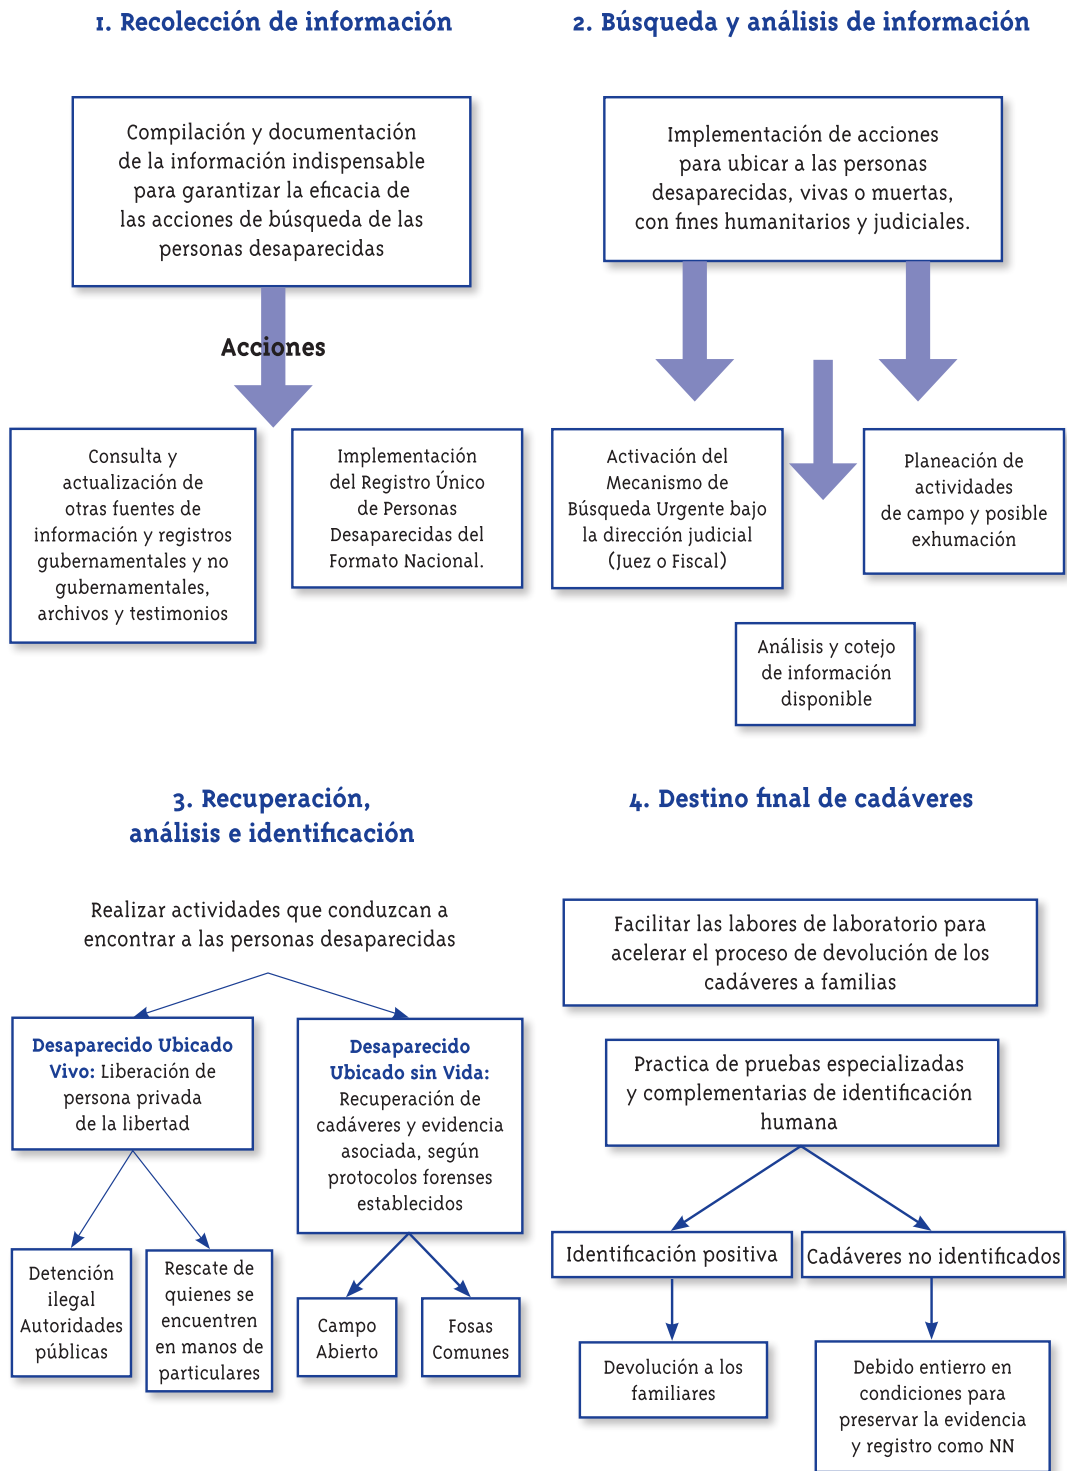 1. Recolección de información
Compilación y documentación
de la información indispensable
para garantizar la eficacia de
las acciones de búsqueda de las
personas desaparecidas
Acciones
Consulta y
actualización de
otras fuentes de
información y registros
gubernamentales y no
gubernamentales,
archivos y testimonios
Implementación
del Registro Único
de Personas
Desaparecidas del
Formato Nacional.
2. Búsqueda y análisis de información
Implementación de acciones
para ubicar a las personas
desaparecidas, vivas o muertas,
con fines humanitarios y judiciales.
Activación del
Mecanismo de
Búsqueda Urgente bajo
la dirección judicial
(Juez o Fiscal)
Planeación de
actividades
de campo y posible
exhumación
Análisis y cotejo
de información
disponible
3. Recuperación,
análisis e identificación
Realizar actividades que conduzcan a
encontrar a las personas desaparecidas
Desaparecido Ubicado
Vivo: Liberación de
persona privada
de la libertad
Desaparecido
Ubicado sin Vida:
Recuperación de
cadáveres y evidencia
asociada, según
protocolos forenses
establecidos
Detención
ilegal
Autoridades
públicas
Rescate de
quienes se
encuentren
en manos de
particulares
Campo
Abierto
Fosas
Comunes
4. Destino final de cadáveres
Facilitar las labores de laboratorio para
acelerar el proceso de devolución de los
cadáveres a familias
Practica de pruebas especializadas
y complementarias de identificación
humana
Identificación positiva
Cadáveres no identificados
Devolución a los
familiares
Debido entierro en
condiciones para
preservar la evidencia
y registro como NN